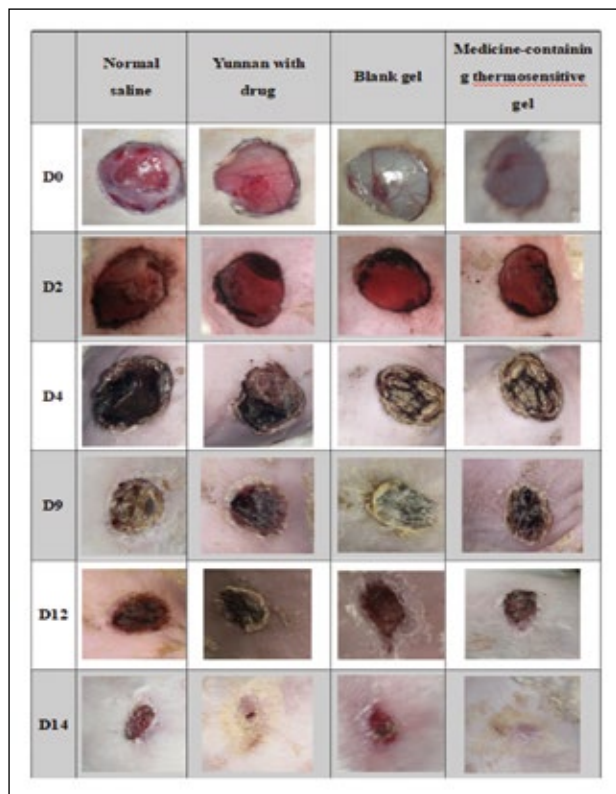 Normal saline
Yunnan with drug
Blank gel
Medicine-containin
g thermosensitive
gel
D0
D2
D4
D9
D12
D14